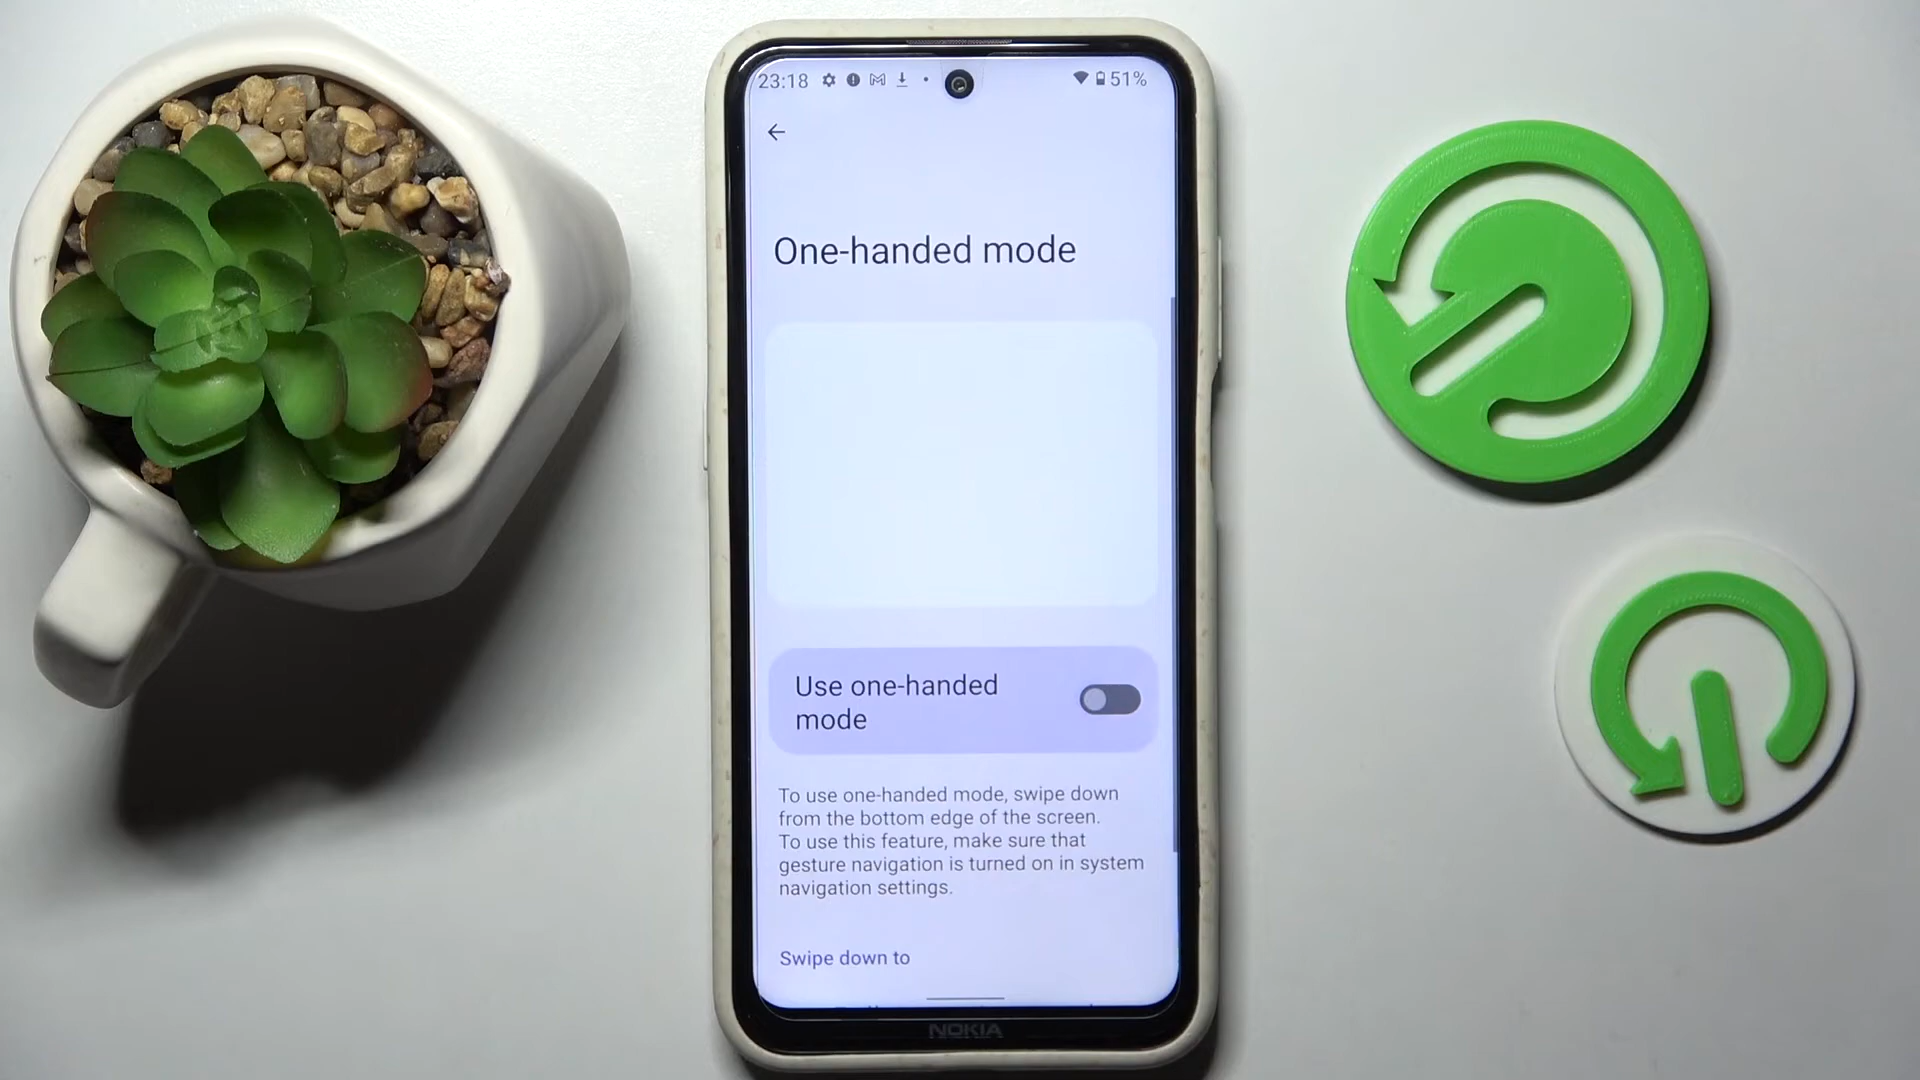 23:18 51%
One-handed mode
Use one-handed
mode
To use one-handed mode, swipe down
from the bottom edge of the screen.
To use this feature, make sure that
gesture navigation is turned on in system
navigation settings.
Swipe down to
NOKIA